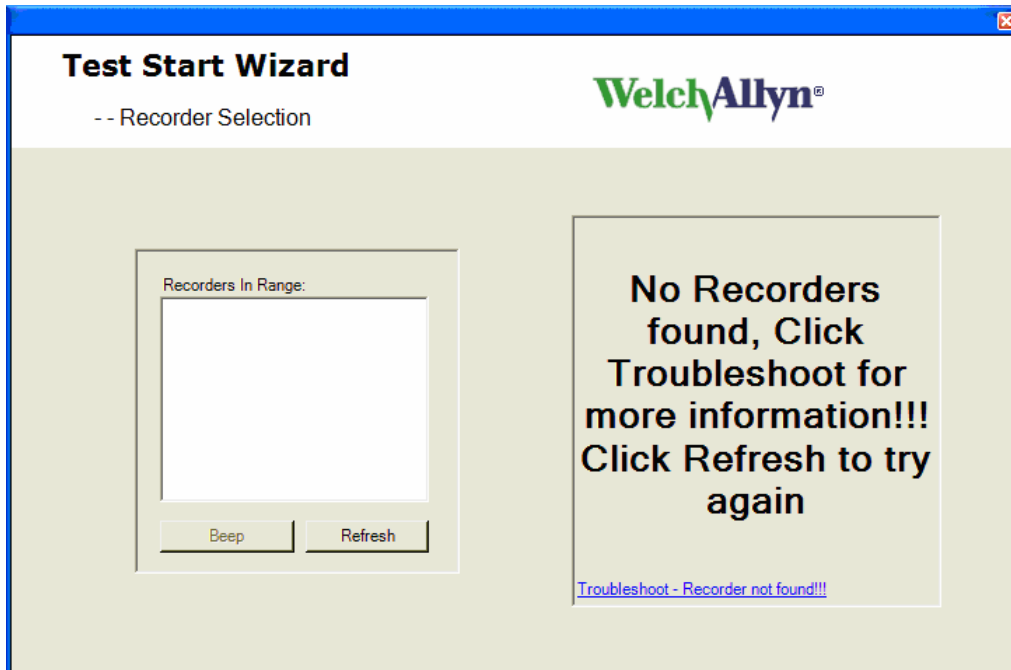 Test Start Wizard
- - Recorder Selection
WelchAllyn®
Recorders In Range:
Beep
Refresh
No Recorders
found, Click
Troubleshoot for
more information!!!
Click Refresh to try
again
Troubleshoot - Recorder not found!!!